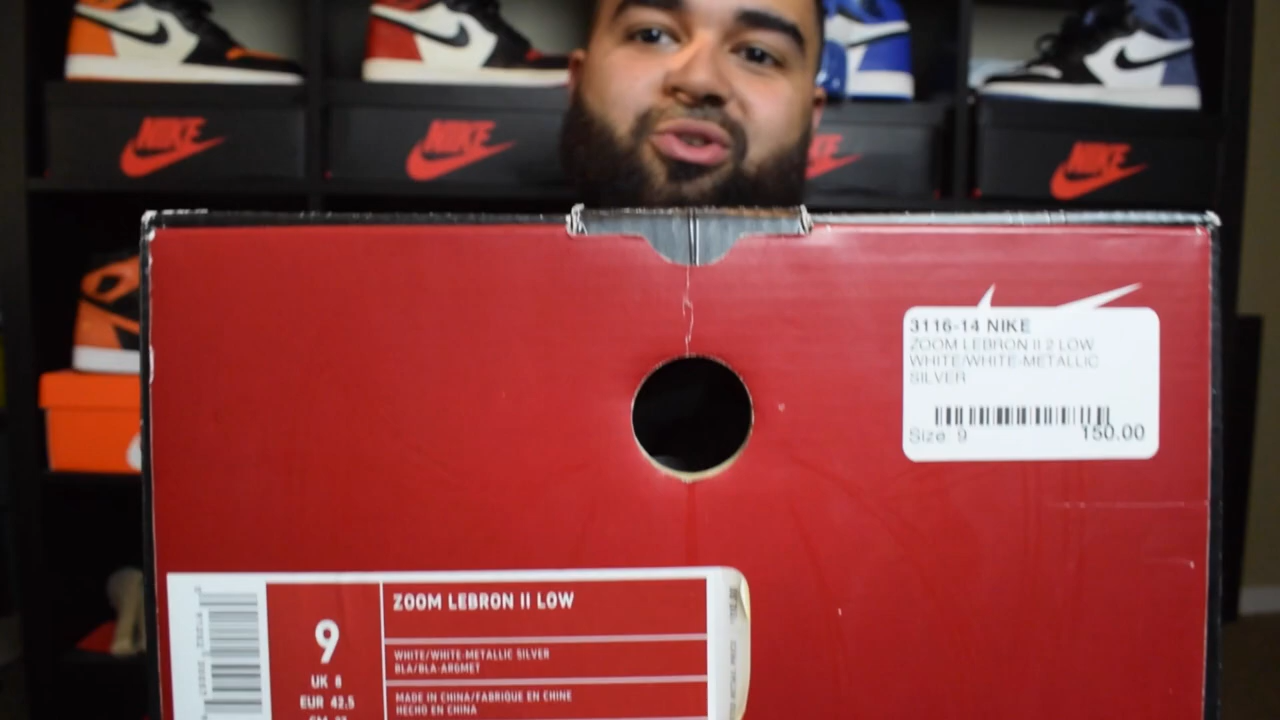 NIKE
NIKE
NIKE
3116-14 NIKE
ZOOM LEBRON II 2 LOW
WHITE/WHITE-METALLIC
SILVER
Size 9
150.00
9
UK 8
EUR 42.5
ZOOM LEBRON II LOW
WHITE/WHITE-METALLIC SILVER
BLA/BLA-ARGMET
MADE IN CHINA/FABRIQUE EN CHINE
HECHO EN CHINA